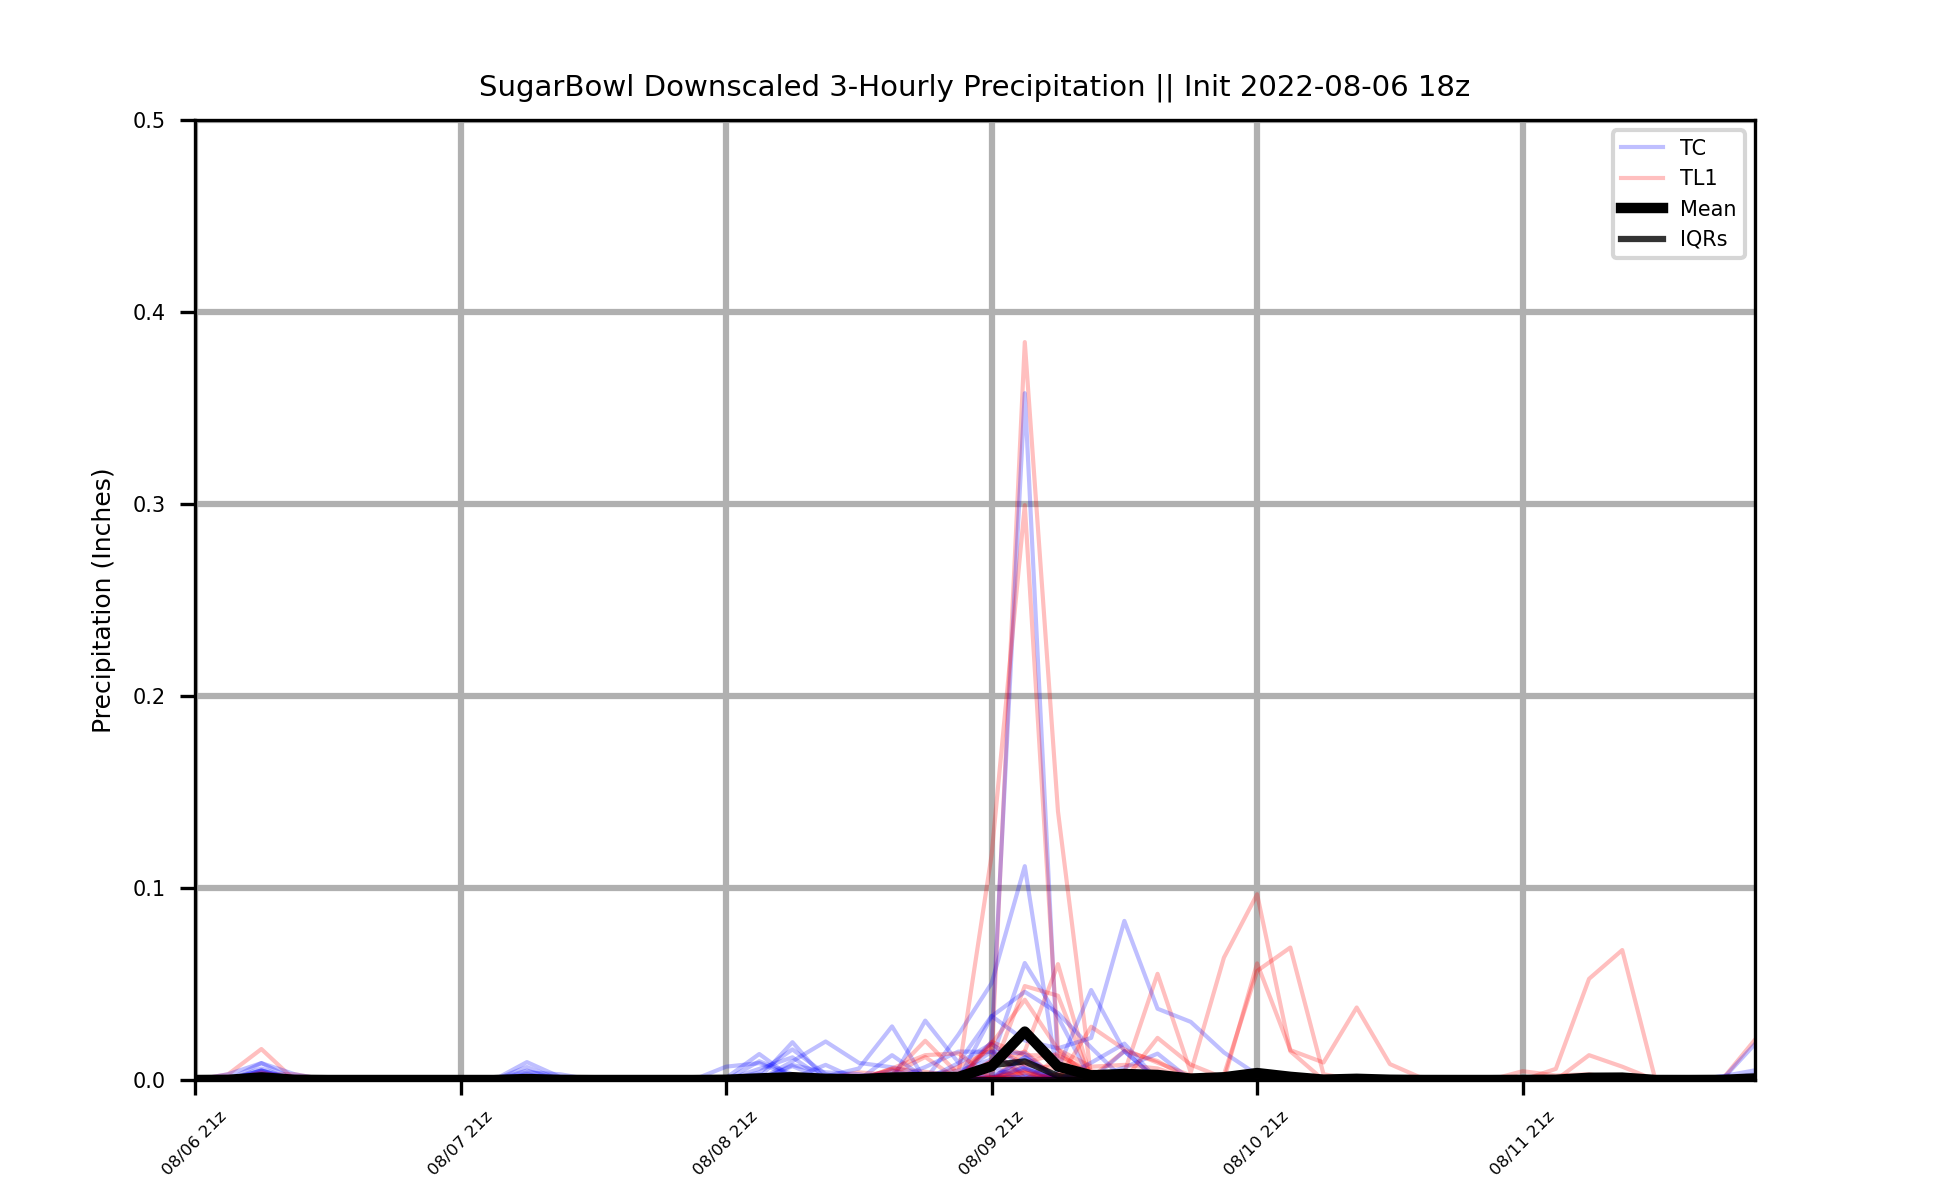 SugarBowl Downscaled 3-Hourly Precipitation || Init 2022-08-06 18z
TC
TL1
Mean
IQRs
Precipitation (Inches)
0.5
0.4
0.3
0.2
0.1
0.0
08/06 21z
08/07 21z
08/08 21z
08/09 21z
08/10 21z
08/11 21z